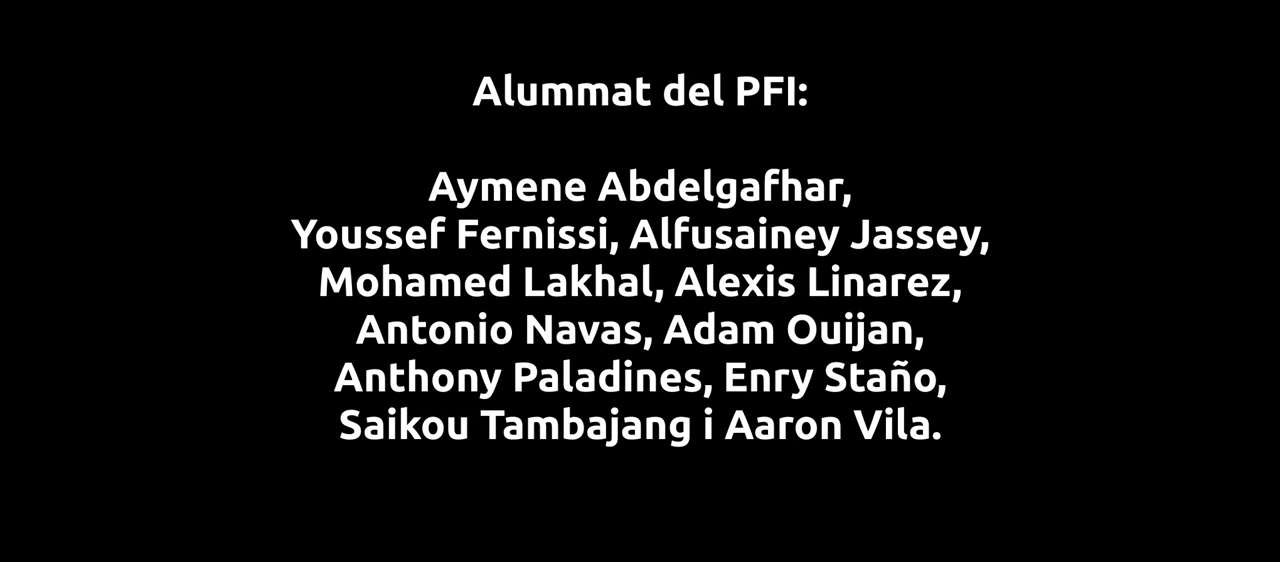 Alummat del PFI:
Aymene Abdelgafhar,
Youssef Fernissi, Alfusainey Jassey,
Mohamed Lakhal, Alexis Linarez,
Antonio Navas, Adam Ouijan,
Anthony Paladines, Enry Staño,
Saikou Tambajang i Aaron Vila.